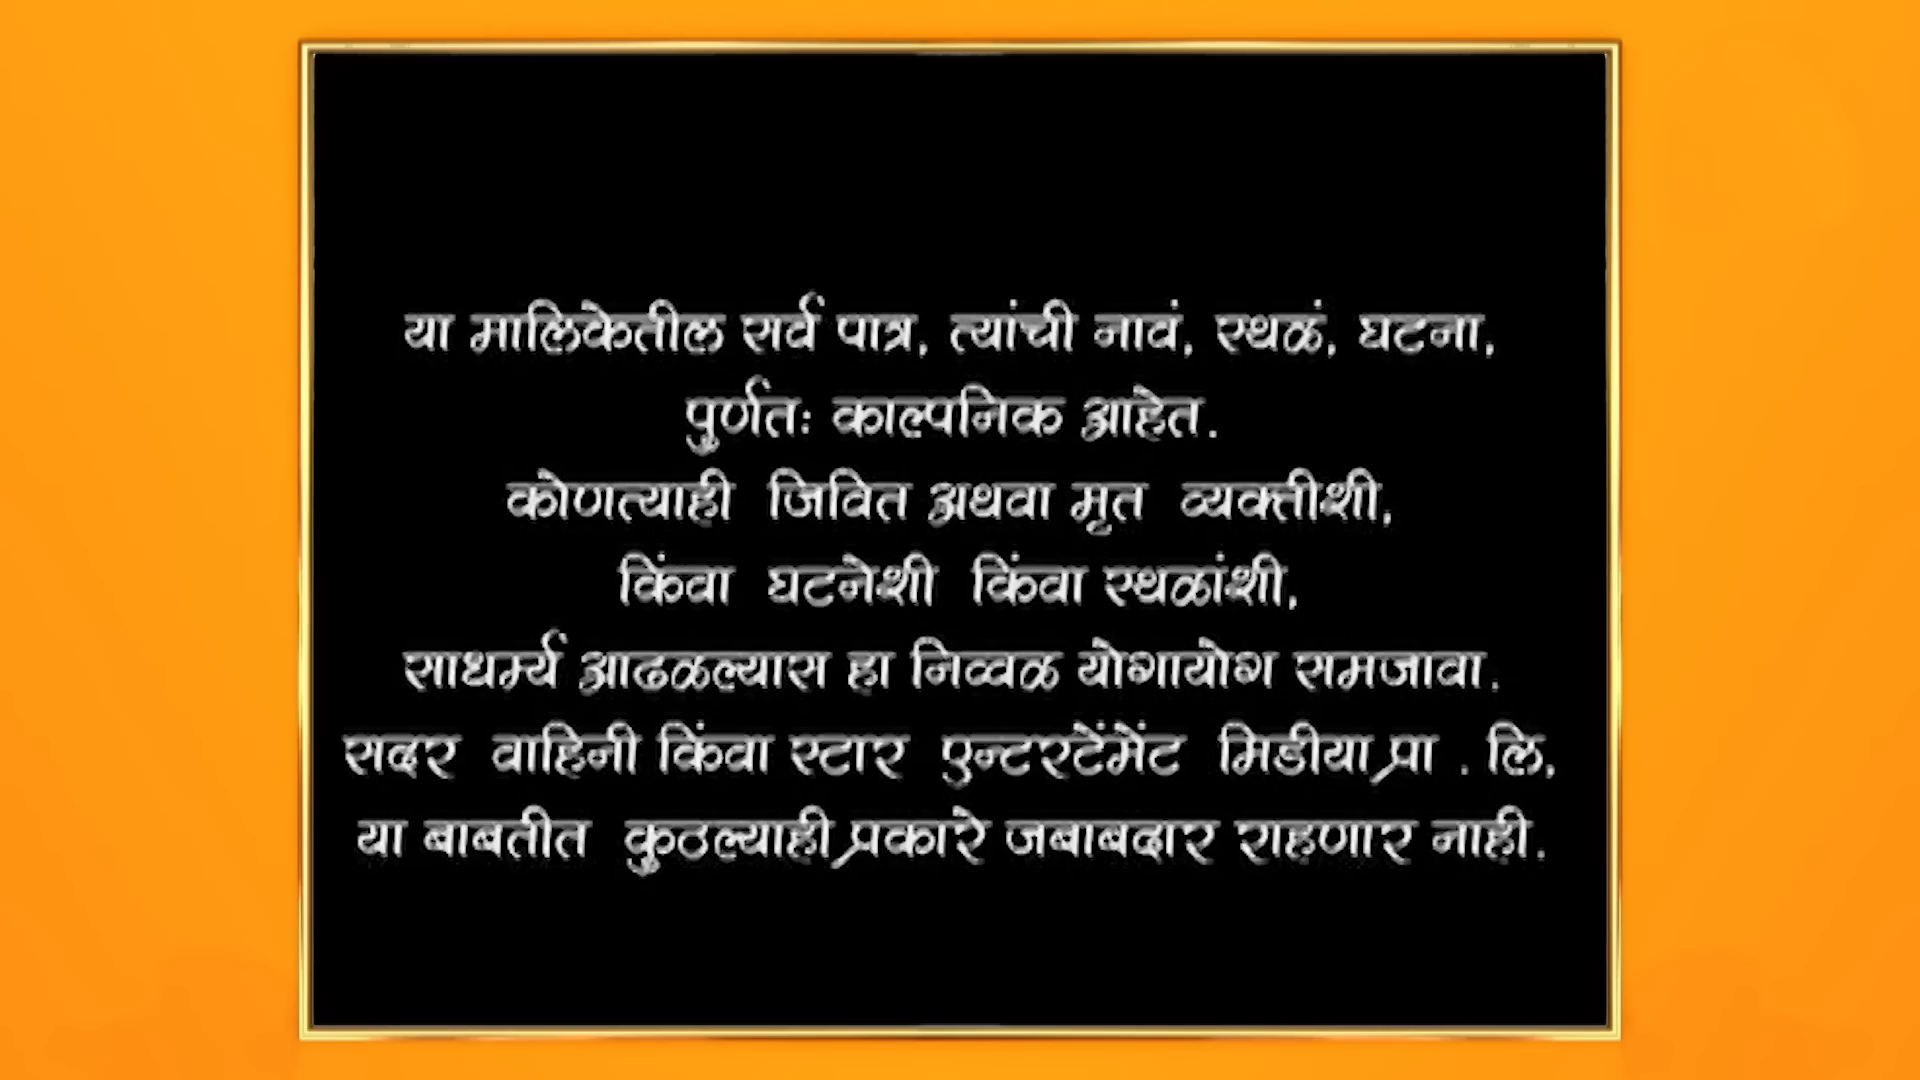 या मालिकेतील सर्व पात्र, त्यांची नावं, स्थळं, घटना,
पुर्णतः काल्पनिक आहेत.
कोणत्याही जिवित अथवा मृत व्यक्तीशी,
किंवा घटनेशी किंवा स्थळांशी,
साधर्म्य आढळल्यास हा निव्वळ योगायोग समजावा.
सदर वाहिनी किंवा स्टार एन्टरटेंमेंट मिडीया प्रा . लि,
या बाबतीत कुठल्याही प्रकारे जबाबदार राहणार नाही.